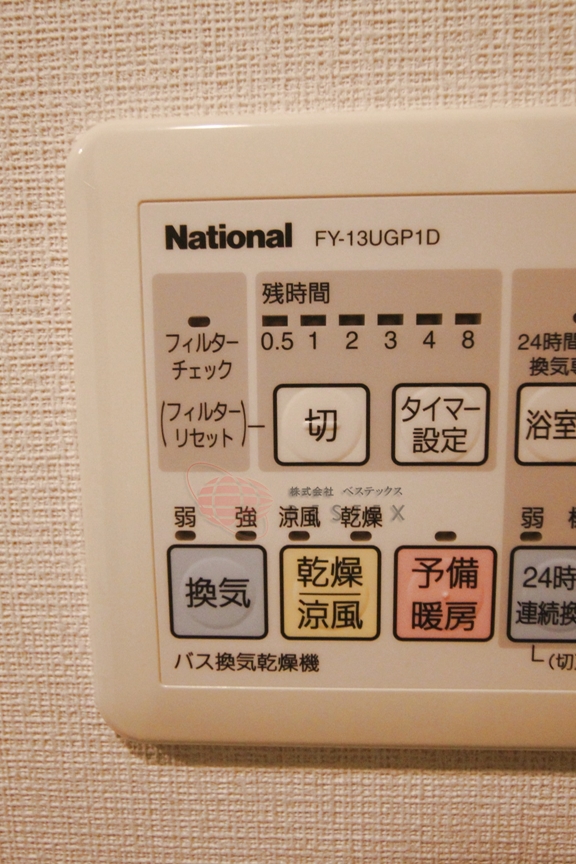 National FY-13UGP1D
残時間
0.5 1 2 3 4 8
フィルター
チェック
(フィルター
リセット)
切
タイマー
設定
24時間
換気
浴室
株式会社 ベステックス
弱 強 涼風 乾燥 弱
換気
乾燥
涼風
予備
暖房
24時
連続換
バス換気乾燥機
(切